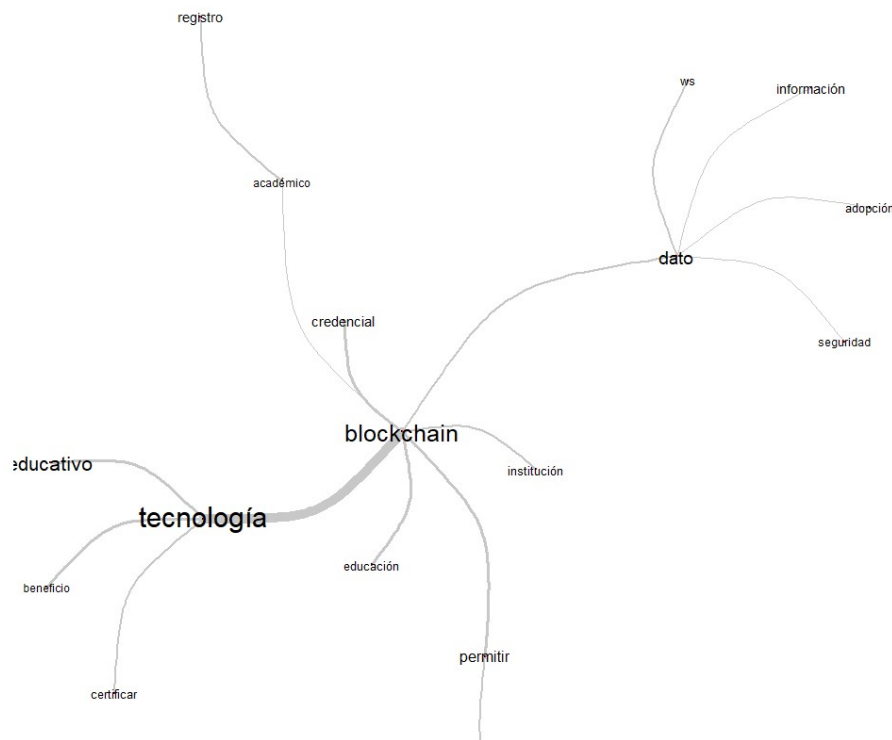 registro
ws
información
académico
adopción
dato
credencial
seguridad
blockchain
educativo
institución
tecnología
educación
beneficio
permitir
certificar